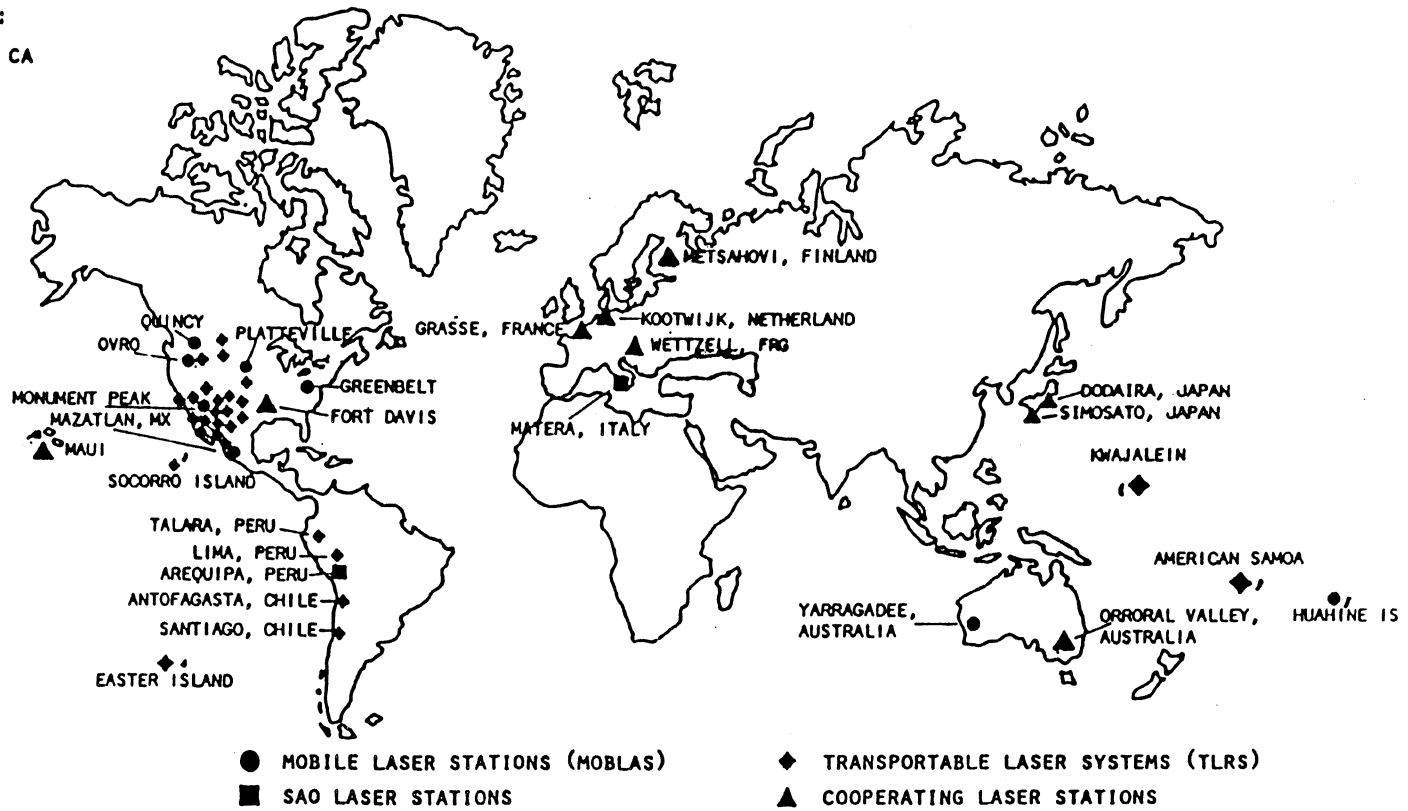 :
CA
METSAHOVI, FINLAND
QUINCY
PLATTEVILLE
GRASSE, FRANCE
KOOTWIJK, NETHERLAND
OVRO
WETTZELL, FRG
GREENBELT
MONUMENT PEAK
FORT DAVIS
DODAIRA, JAPAN
SIMOSATO, JAPAN
MAZATLAN, MX
MATERA, ITALY
MAUI
KWAJALEIN
SOCORRO ISLAND
TALARA, PERU
LIMA, PERU
AREQUIPA, PERU
AMERICAN SAMOA
ANTOFAGASTA, CHILE
YARRAGADEE,
AUSTRALIA
ORRORAL VALLEY,
AUSTRALIA
HUAHINE IS
SANTIAGO, CHILE
EASTER ISLAND
MOBILE LASER STATIONS (MOBLAS)
TRANSPORTABLE LASER SYSTEMS (TLRS)
SAO LASER STATIONS
COOPERATING LASER STATIONS